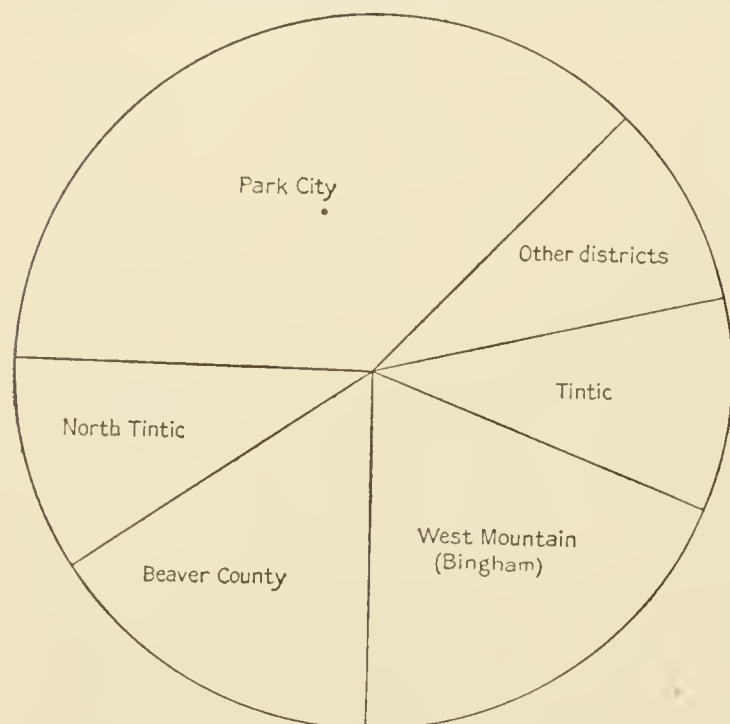 Park City
Other districts
Tintic
North Tintic
West Mountain
(Bingham)
Beaver County